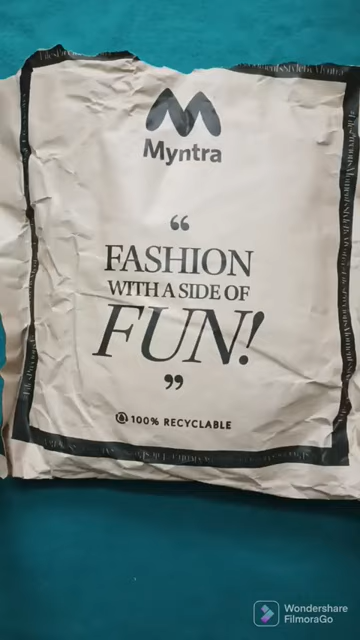 Myntra
“
FASHION
WITH A SIDE OF
FUN!
”
100% RECYCLABLE
Wondershare
FilmoraGo